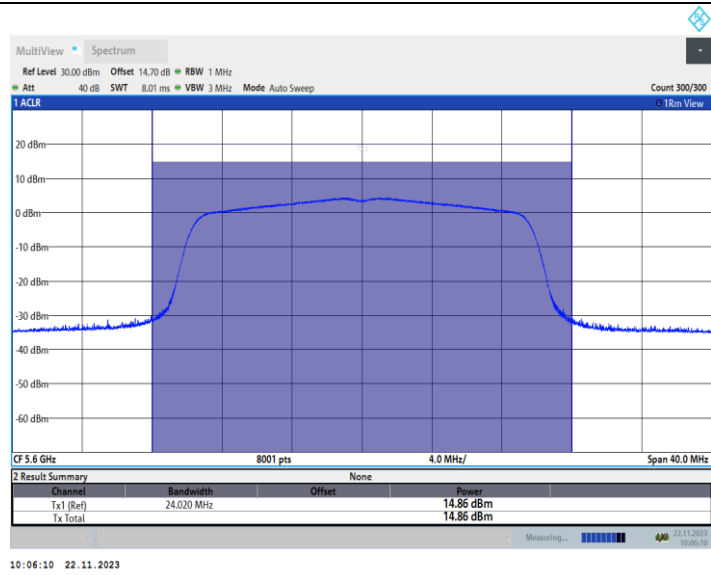 MultiView Spectrum
Ref Level 30.00 dBm Offset 14.70 dB RBW 1 MHz
Att 40 dB SWT 8.01 ms VBW 3 MHz Mode Auto Sweep Count 300/300
1 ACLR 1Rm View
20 dBm
10 dBm
0 dBm
-10 dBm
-20 dBm
-30 dBm
-40 dBm
-50 dBm
-60 dBm
CF 5.6 GHz 8001 pts 4.0 MHz/ Span 40.0 MHz
2 Result Summary None
Channel Bandwidth Offset Power
Tx1 (Ref) 24.020 MHz 14.86 dBm
Tx Total 14.86 dBm
Measuring... 22.11.2023
10:06:10
10:06:10 22.11.2023